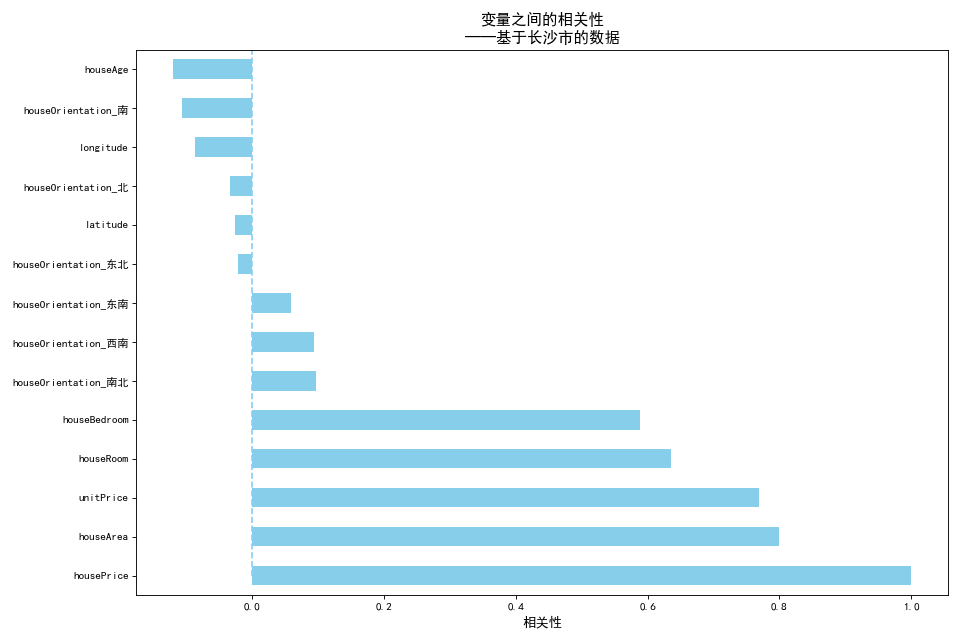 变量之间的相关性
——基于长沙市的数据
houseAge
houseOrientation_南
longitude
houseOrientation_北
latitude
houseOrientation_东北
houseOrientation_东南
houseOrientation_西南
houseOrientation_南北
houseBedroom
houseRoom
unitPrice
houseArea
housePrice
0.0 0.2 0.4 0.6 0.8 1.0
相关性